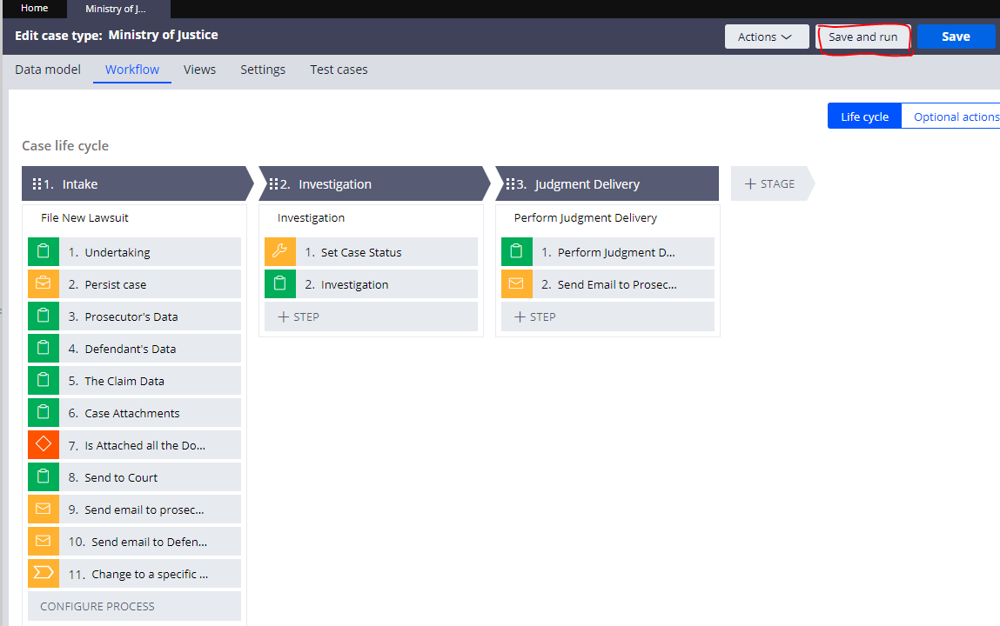 Home
Ministry of J...
Edit case type: Ministry of Justice
Actions
Save and run
Save
Data model
Workflow
Views
Settings
Test cases
Life cycle
Optional actions
Case life cycle
1. Intake
2. Investigation
3. Judgment Delivery
+ STAGE
File New Lawsuit
1. Undertaking
2. Persist case
3. Prosecutor's Data
4. Defendant's Data
5. The Claim Data
6. Case Attachments
7. Is Attached all the Do...
8. Send to Court
9. Send email to prosec...
10. Send email to Defen...
11. Change to a specific ...
CONFIGURE PROCESS
Investigation
1. Set Case Status
2. Investigation
+ STEP
Perform Judgment Delivery
1. Perform Judgment D...
2. Send Email to Prosec...
+ STEP